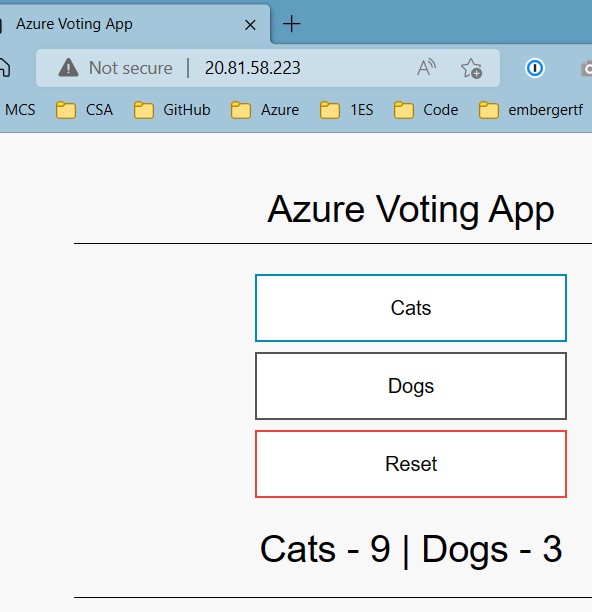 Azure Voting App
Not secure | 20.81.58.223
MCS CSA GitHub Azure 1ES Code embergertf
Azure Voting App
Cats
Dogs
Reset
Cats - 9 | Dogs - 3